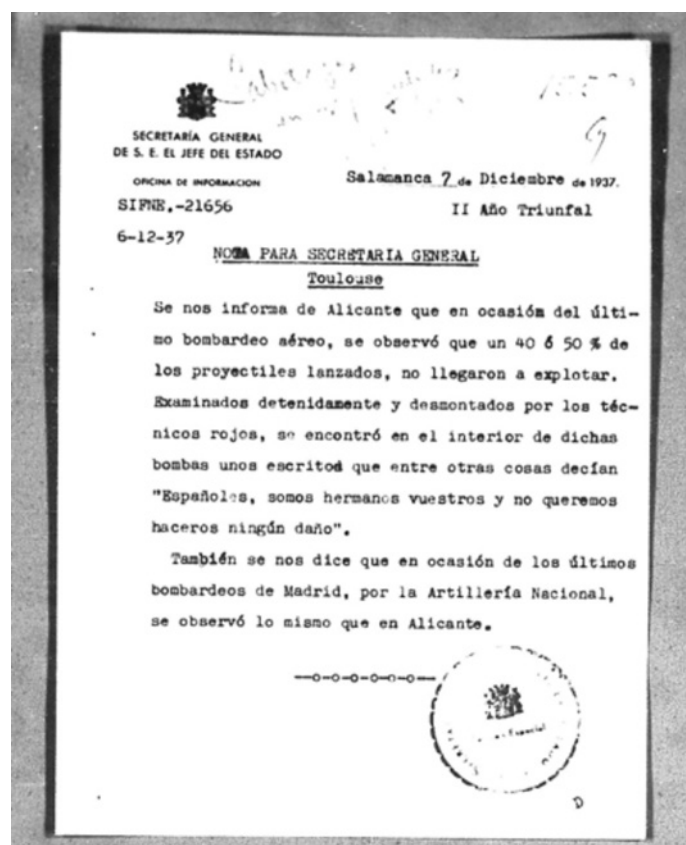 SECRETARÍA GENERAL
DE S. E. EL JEFE DEL ESTADO
OFICINA DE INFORMACION
Salamanca 7 de Diciembre de 1937.
SIFNE.-21656
II Año Triunfal
6-12-37
NOTA PARA SECRETARIA GENERAL
Toulouse
Se nos informa de Alicante que en ocasión del últi-
mo bombardeo aéreo, se observó que un 40 ó 50 % de
los proyectiles lanzados, no llegaron a explotar.
Examinados detenidamente y desmontados por los téc-
nicos rojos, se encontró en el interior de dichas
bombas unos escritos que entre otras cosas decían
"Españoles, somos hermanos vuestros y no queremos
haceros ningún daño".
También se nos dice que en ocasión de los últimos
bombardeos de Madrid, por la Artillería Nacional,
se observó lo mismo que en Alicante.
--o-o-o-o-o--
Especial
D